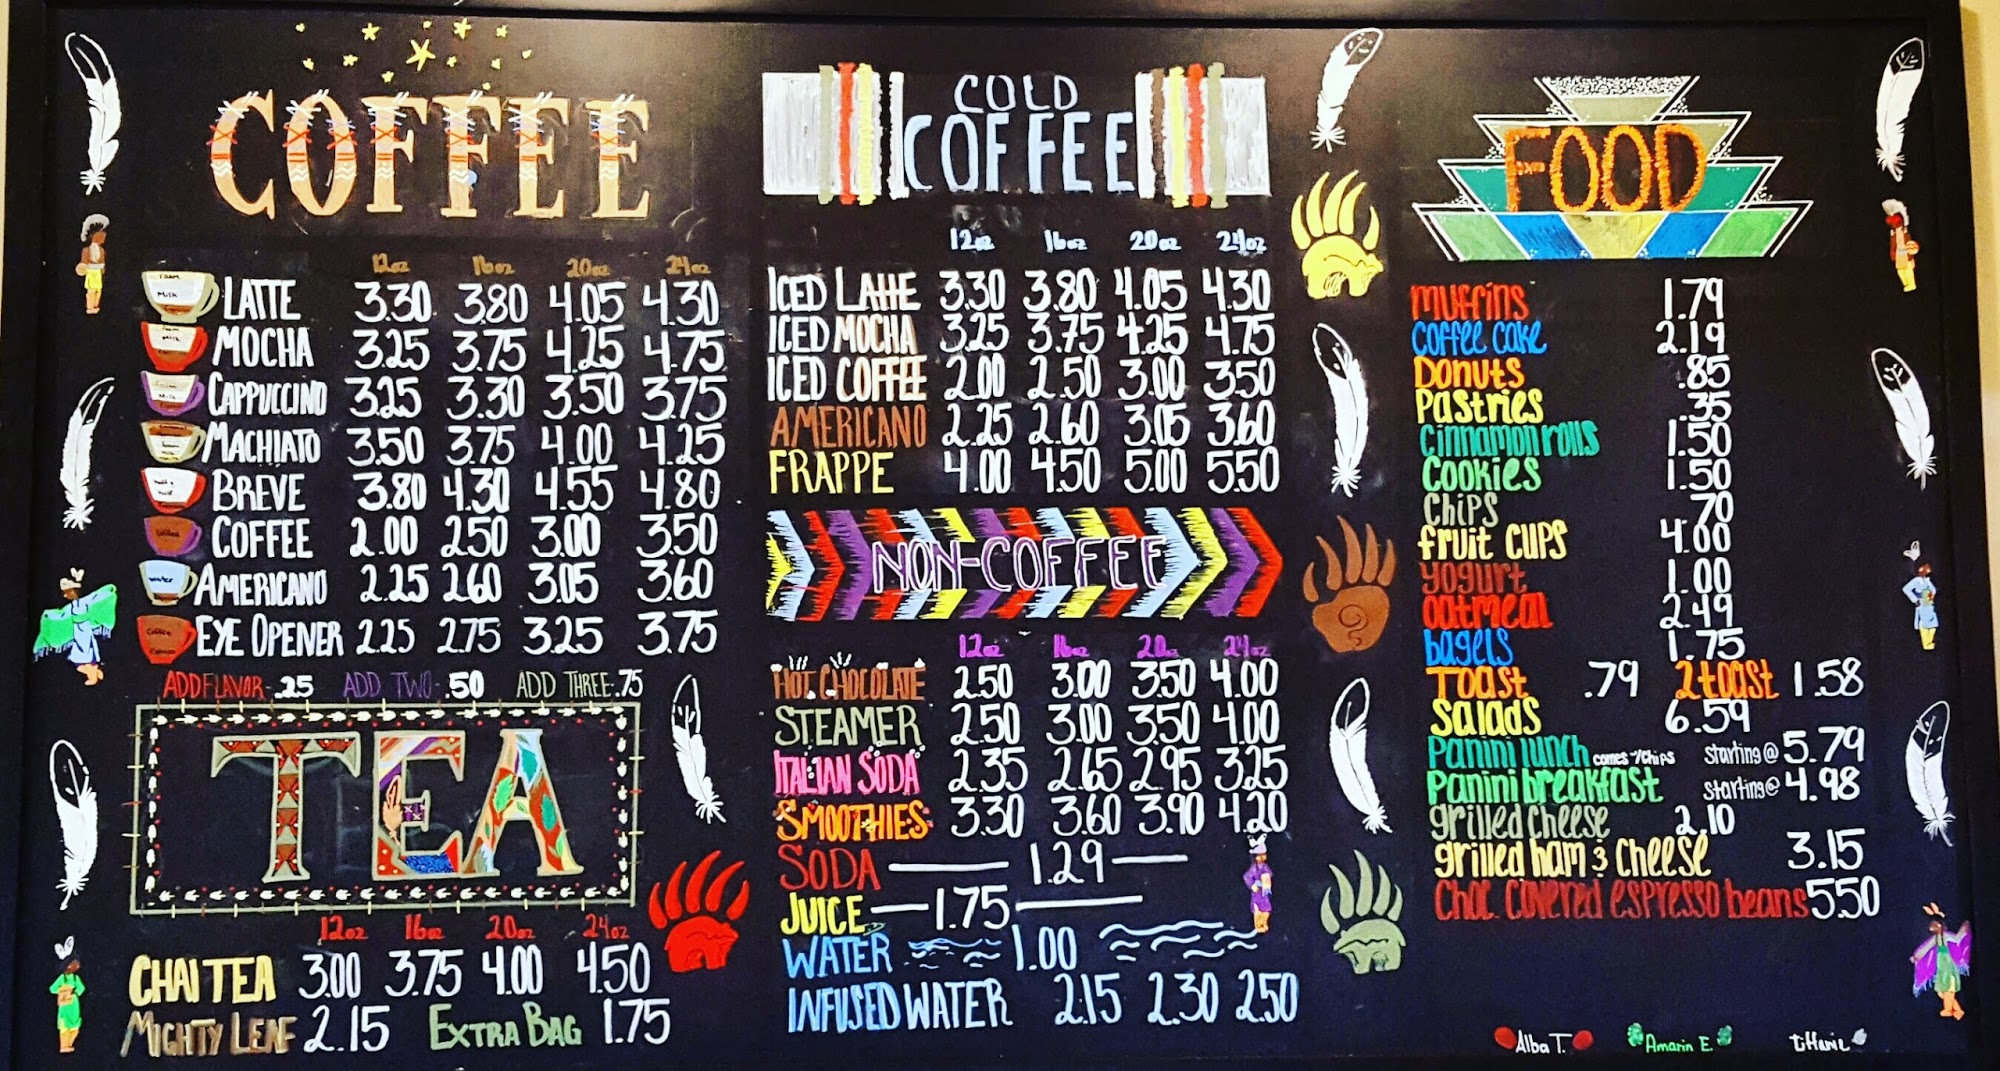 COFFEE
12oz 16oz 20oz 24oz
LATTE 3.30 3.80 4.05 4.30
MOCHA 3.25 3.75 4.25 4.75
CAPPUCCINO 3.25 3.30 3.50 3.75
MACHIATO 3.50 3.75 4.00 4.25
BREVE 3.80 4.30 4.55 4.80
COFFEE 2.00 2.50 3.00 3.50
AMERICANO 2.25 2.60 3.05 3.60
EYE OPENER 2.25 2.75 3.25 3.75
ADD FLAVOR-.25 ADD TWO-.50 ADD THREE-.75
TEA
12oz 16oz 20oz 24oz
CHAI TEA 3.00 3.75 4.00 4.50
MIGHTY LEAF 2.15 EXTRA BAG 1.75
COLD
COFFEE
12oz 16oz 20oz 24oz
ICED LATTE 3.30 3.80 4.05 4.30
ICED MOCHA 3.25 3.75 4.25 4.75
ICED COFFEE 2.00 2.50 3.00 3.50
AMERICANO 2.25 2.60 3.05 3.60
FRAPPE 4.00 4.50 5.00 5.50
NON-COFFEE
12oz 16oz 20oz 24oz
HOT CHOCOLATE 2.50 3.00 3.50 4.00
STEAMER 2.50 3.00 3.50 4.00
ITALIAN SODA 2.35 2.65 2.95 3.25
SMOOTHIES 3.30 3.60 3.90 4.20
SODA 1.29
JUICE 1.75
WATER 1.00
INFUSED WATER 2.15 2.30 2.50
FOOD
Muffins 1.79
Coffee Cake 2.19
Donuts .85
Pastries .35
Cinnamon rolls 1.50
Cookies 1.50
Chips .70
fruit cups 4.00
Yogurt 1.00
Oatmeal 2.49
bagels 1.75
Toast .79 2 toast 1.58
Salads 6.59
Panini lunch comes w/chips starting@ 5.79
Panini breakfast starting@ 4.98
grilled cheese 2.10
grilled ham & cheese 3.15
Choc. covered espresso beans 5.50
Alba T. Amarin E.